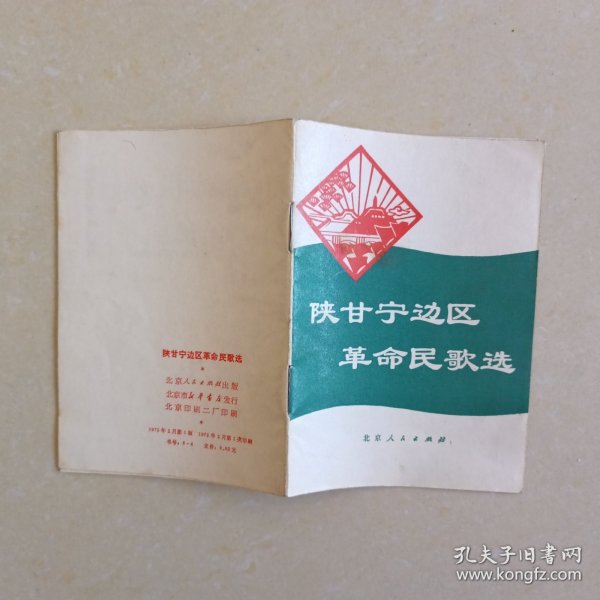 陕甘宁边区
革命民歌选
北京人民出版社
陕甘宁边区革命民歌选
北京人民出版社出版
北京市新华书店发行
北京印刷二厂印刷
孔夫子旧书网
www.kongfz.com